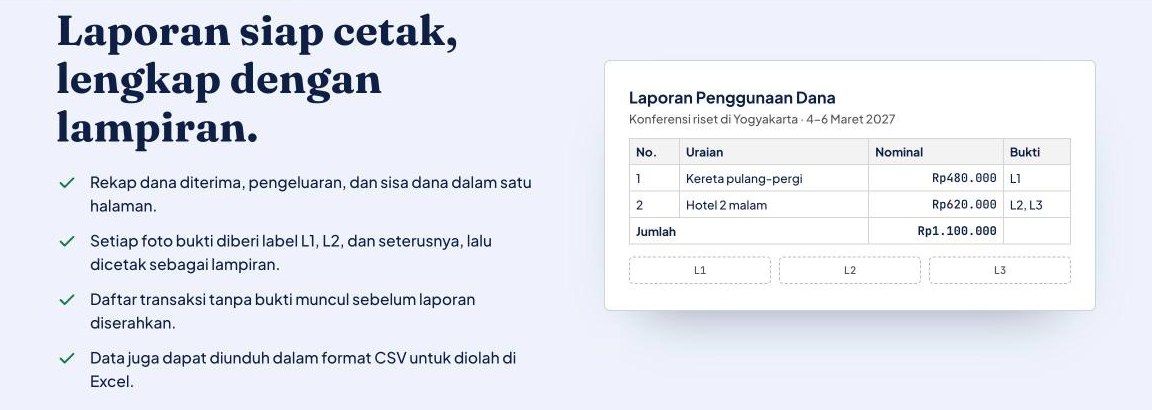 Laporan siap cetak,
lengkap dengan
lampiran.
Rekap dana diterima, pengeluaran, dan sisa dana dalam satu
halaman.
Setiap foto bukti diberi label L1, L2, dan seterusnya, lalu
dicetak sebagai lampiran.
Daftar transaksi tanpa bukti muncul sebelum laporan
diserahkan.
Data juga dapat diunduh dalam format CSV untuk diolah di
Excel.
Laporan Penggunaan Dana
Konferensi riset di Yogyakarta · 4–6 Maret 2027
No. Uraian Nominal Bukti
1 Kereta pulang-pergi Rp480.000 L1
2 Hotel 2 malam Rp620.000 L2, L3
Jumlah Rp1.100.000
L1 L2 L3